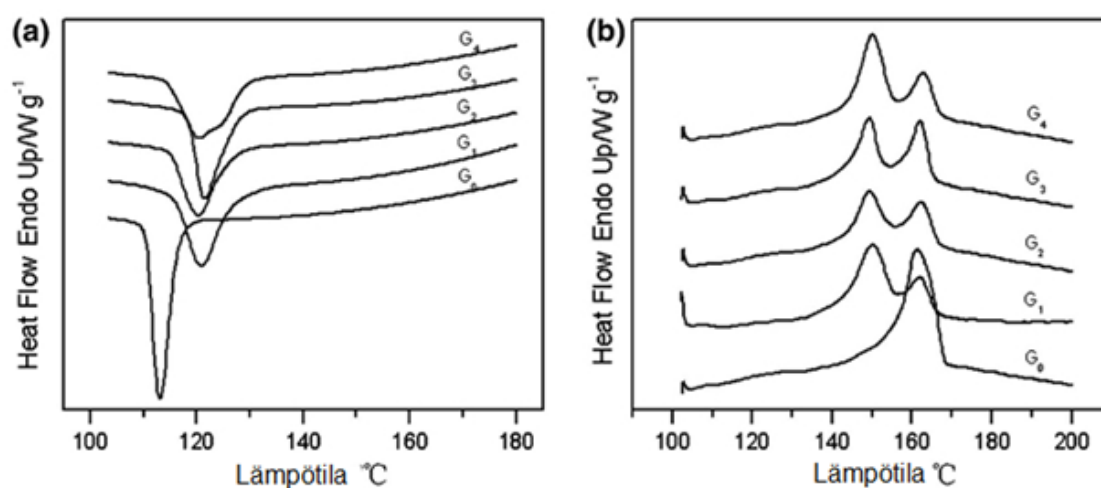 (a)
Heat Flow Endo Up/W g⁻¹
G₄
G₃
G₂
G₁
G₀
100 120 140 160 180
Lämpötila °C
(b)
Heat Flow Endo Up/W g⁻¹
G₄
G₃
G₂
G₁
G₀
100 120 140 160 180 200
Lämpötila °C